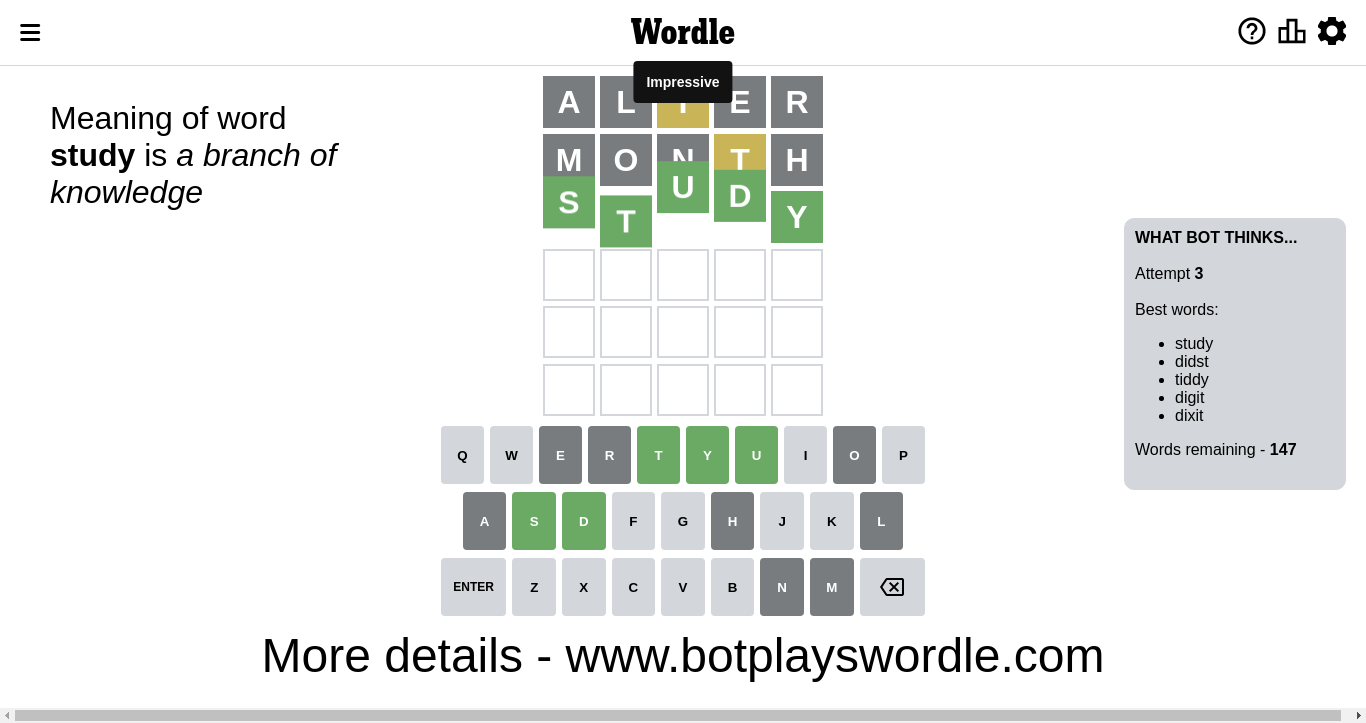 Wordle
Impressive
Meaning of word
study is a branch of
knowledge
A L T E R
M O N T H
S T U D Y
WHAT BOT THINKS...
Attempt 3
Best words:
study
didst
tiddy
digit
dixit
Words remaining - 147
Q W E R T Y U I O P
A S D F G H J K L
ENTER Z X C V B N M
More details - www.botplayswordle.com